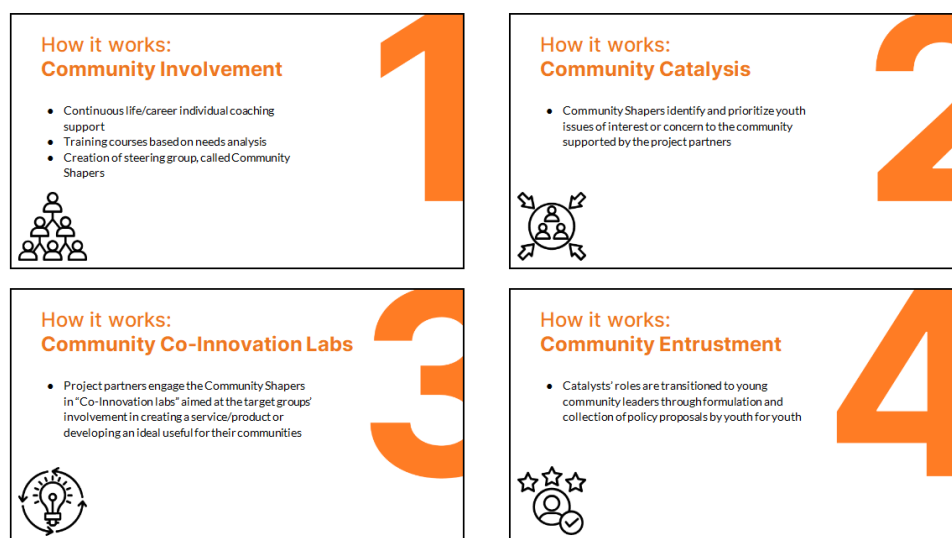 How it works:
Community Involvement
1
● Continuous life/career individual coaching
support
● Training courses based on needs analysis
● Creation of steering group, called Community
Shapers
How it works:
Community Catalysis
2
● Community Shapers identify and prioritize youth
issues of interest or concern to the community
supported by the project partners
How it works:
Community Co-Innovation Labs
3
● Project partners engage the Community Shapers
in “Co-Innovation labs” aimed at the target groups’
involvement in creating a service/product or
developing an ideal useful for their communities
How it works:
Community Entrustment
4
● Catalysts’ roles are transitioned to young
community leaders through formulation and
collection of policy proposals by youth for youth